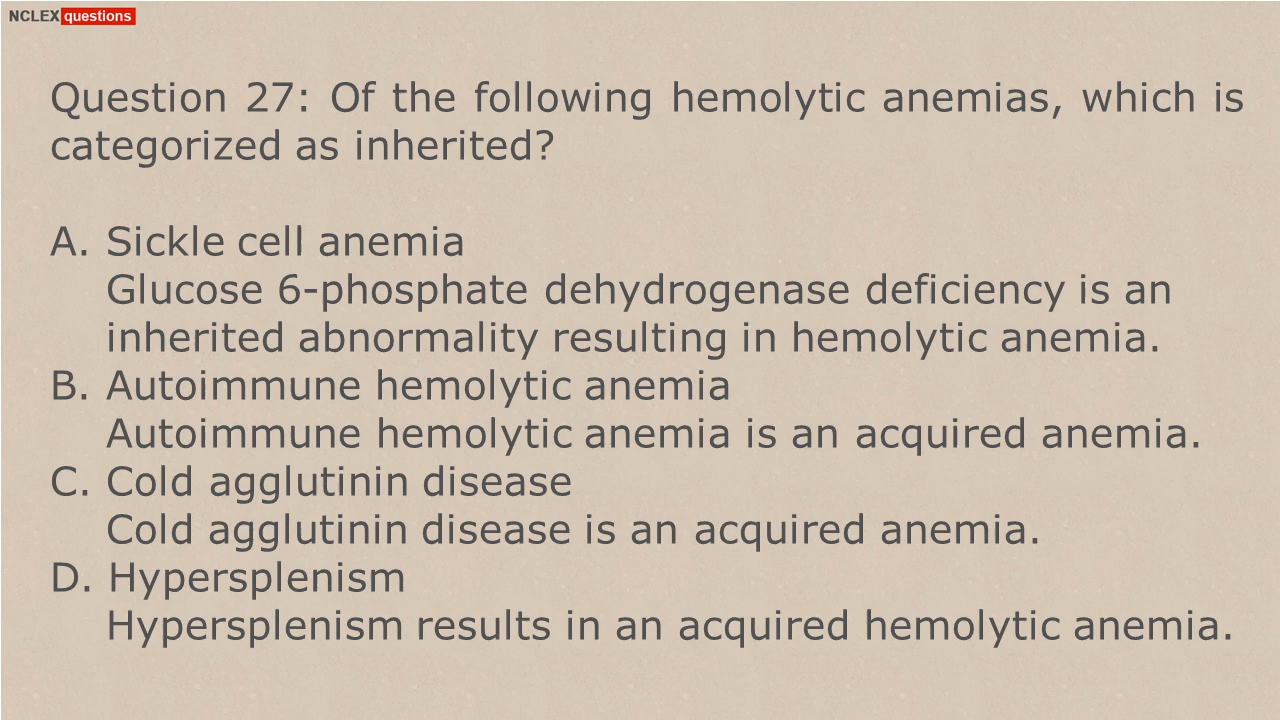 NCLEX questions
Question 27: Of the following hemolytic anemias, which is
categorized as inherited?
A. Sickle cell anemia
Glucose 6-phosphate dehydrogenase deficiency is an
inherited abnormality resulting in hemolytic anemia.
B. Autoimmune hemolytic anemia
Autoimmune hemolytic anemia is an acquired anemia.
C. Cold agglutinin disease
Cold agglutinin disease is an acquired anemia.
D. Hypersplenism
Hypersplenism results in an acquired hemolytic anemia.